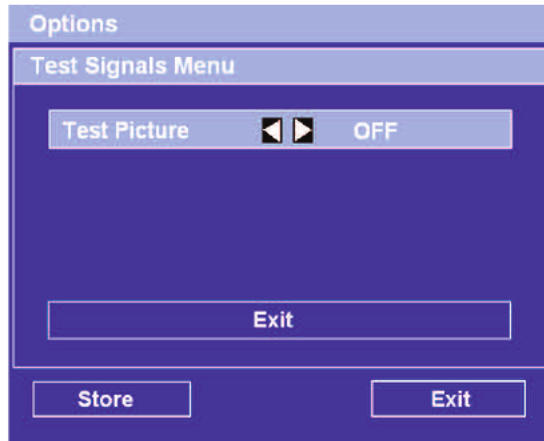 Options
Test Signals Menu
Test Picture OFF
Exit
Store Exit